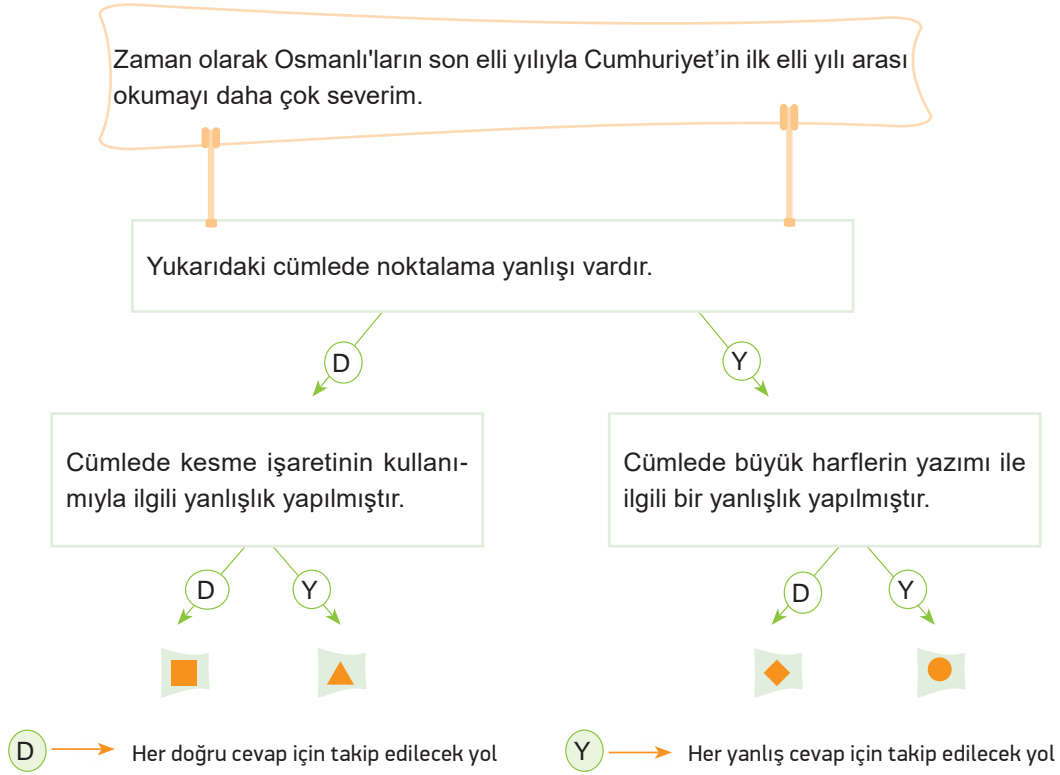 Zaman olarak Osmanlı'ların son elli yılıyla Cumhuriyet’in ilk elli yılı arası
okumayı daha çok severim.
Yukarıdaki cümlede noktalama yanlışı vardır.
D
Y
Cümlede kesme işaretinin kullanı-
mıyla ilgili yanlışlık yapılmıştır.
Cümlede büyük harflerin yazımı ile
ilgili bir yanlışlık yapılmıştır.
D
Y
D
Y
D Her doğru cevap için takip edilecek yol
Y Her yanlış cevap için takip edilecek yol